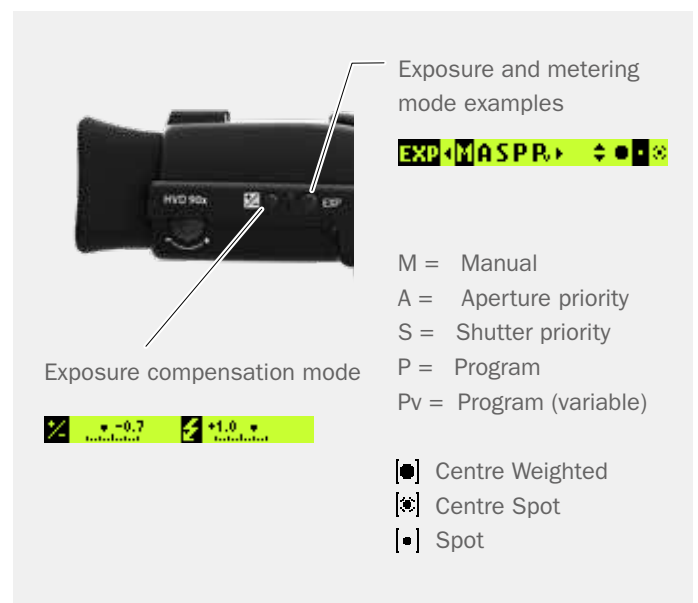 Exposure and metering
mode examples
EXP M A S P Pv
HVD 90x
EXP
M = Manual
A = Aperture priority
S = Shutter priority
P = Program
Pv = Program (variable)
Exposure compensation mode
-0.7 +1.0
Centre Weighted
Centre Spot
Spot